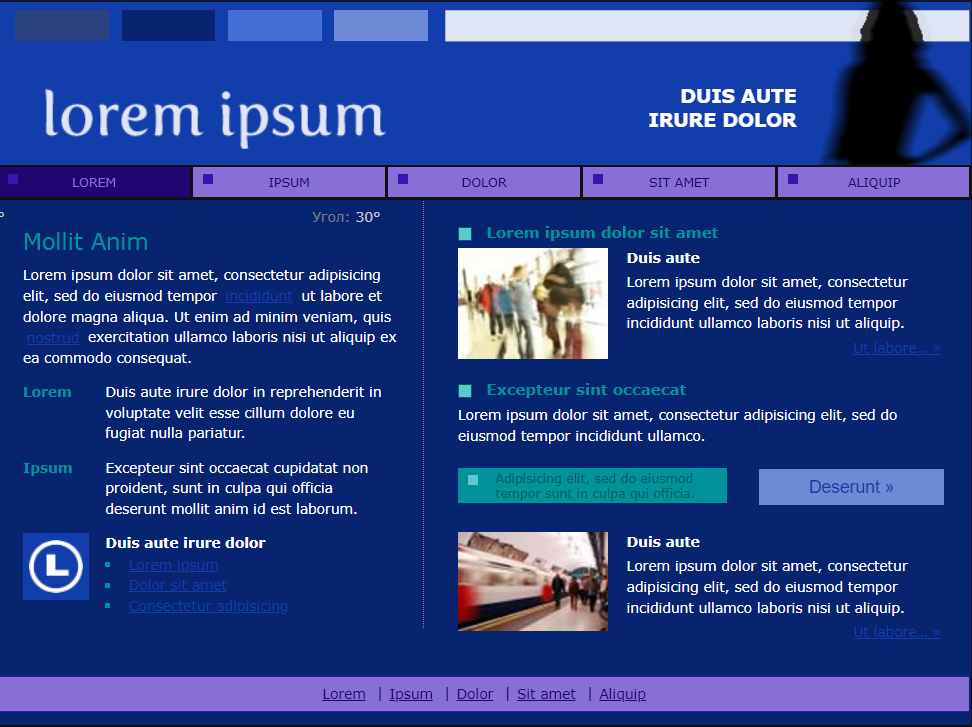 lorem ipsum
DUIS AUTE
IRURE DOLOR
LOREM
IPSUM
DOLOR
SIT AMET
ALIQUIP
Угол: 30°
Mollit Anim
Lorem ipsum dolor sit amet, consectetur adipisicing
elit, sed do eiusmod tempor incididunt ut labore et
dolore magna aliqua. Ut enim ad minim veniam, quis
nostrud exercitation ullamco laboris nisi ut aliquip ex
ea commodo consequat.
Lorem
Duis aute irure dolor in reprehenderit in
voluptate velit esse cillum dolore eu
fugiat nulla pariatur.
Ipsum
Excepteur sint occaecat cupidatat non
proident, sunt in culpa qui officia
deserunt mollit anim id est laborum.
L
Duis aute irure dolor
Lorem ipsum
Dolor sit amet
Consectetur adipisicing
Lorem ipsum dolor sit amet
Duis aute
Lorem ipsum dolor sit amet, consectetur
adipisicing elit, sed do eiusmod tempor
incididunt ullamco laboris nisi ut aliquip.
Ut labore... »
Excepteur sint occaecat
Lorem ipsum dolor sit amet, consectetur adipisicing elit, sed do
eiusmod tempor incididunt ullamco.
Adipisicing elit, sed do eiusmod
tempor sunt in culpa qui officia.
Deserunt »
Duis aute
Lorem ipsum dolor sit amet, consectetur
adipisicing elit, sed do eiusmod tempor
incididunt ullamco laboris nisi ut aliquip.
Ut labore... »
Lorem | Ipsum | Dolor | Sit amet | Aliquip